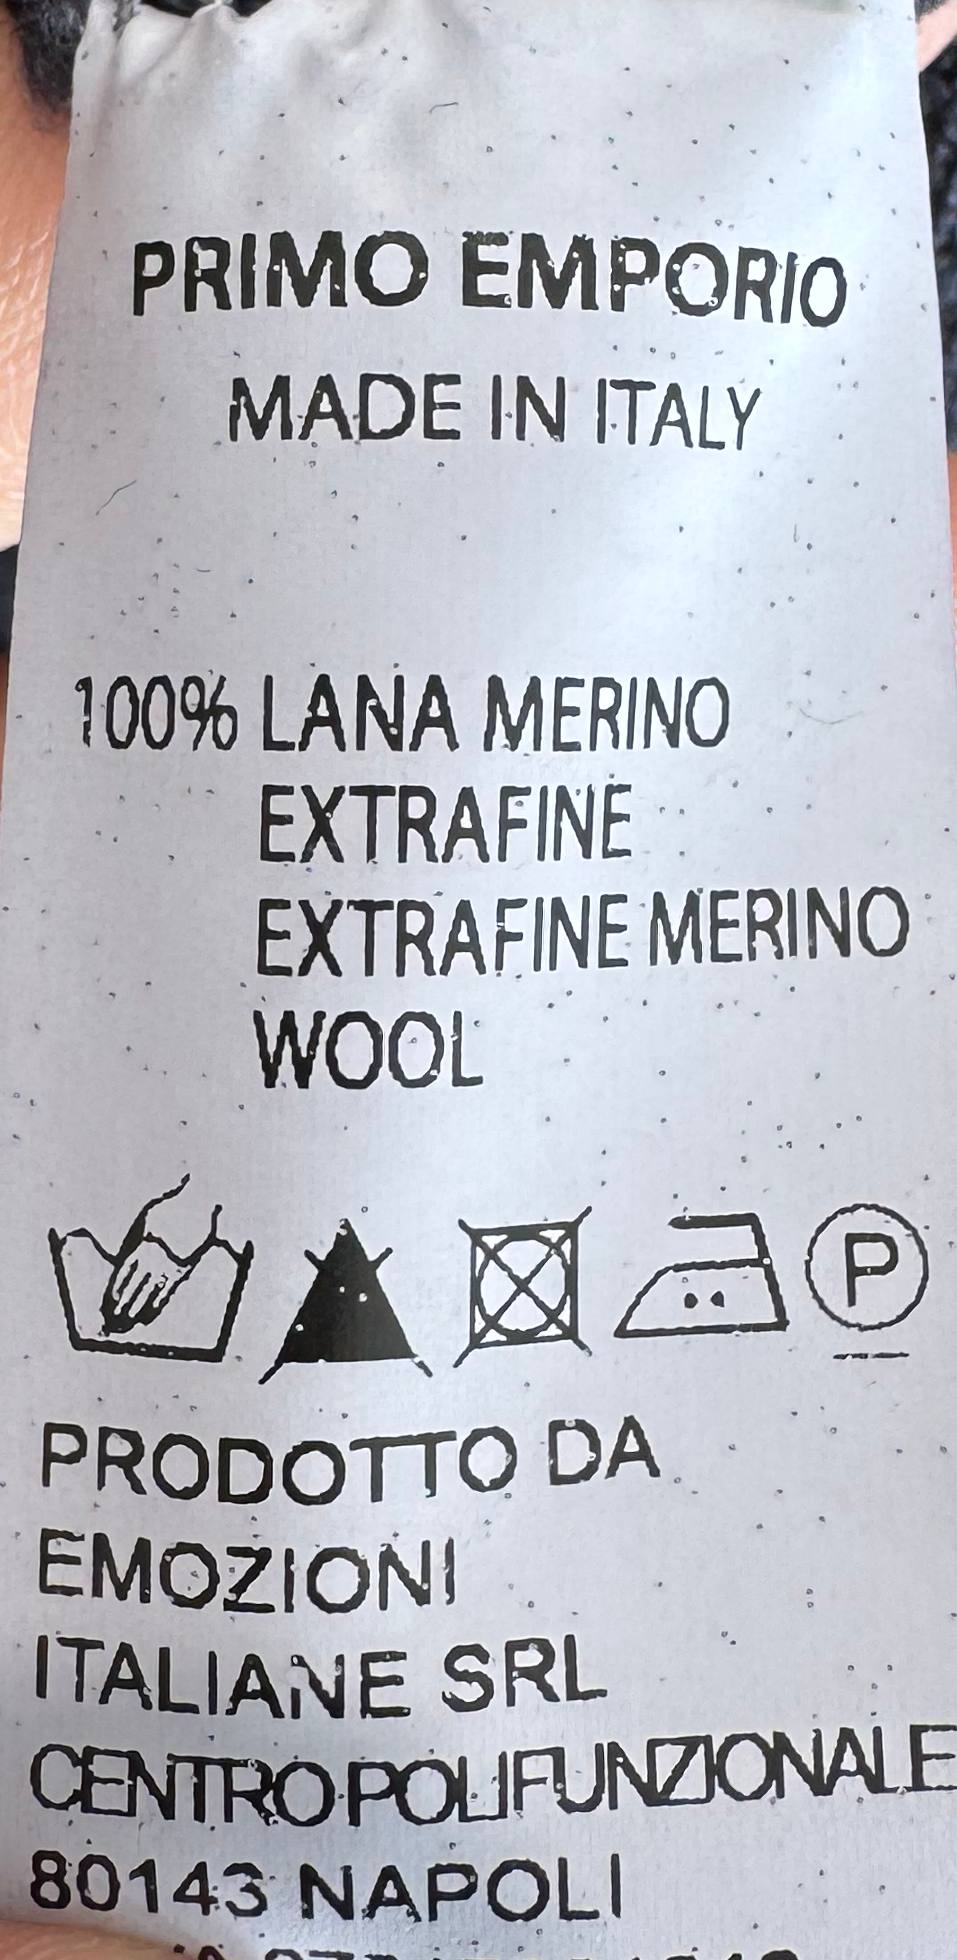 PRIMO EMPORIO
MADE IN ITALY
100% LANA MERINO
EXTRAFINE
EXTRAFINE MERINO
WOOL
P
PRODOTTO DA
EMOZIONI
ITALIANE SRL
CENTRO POLIFUNZIONALE
80143 NAPOLI